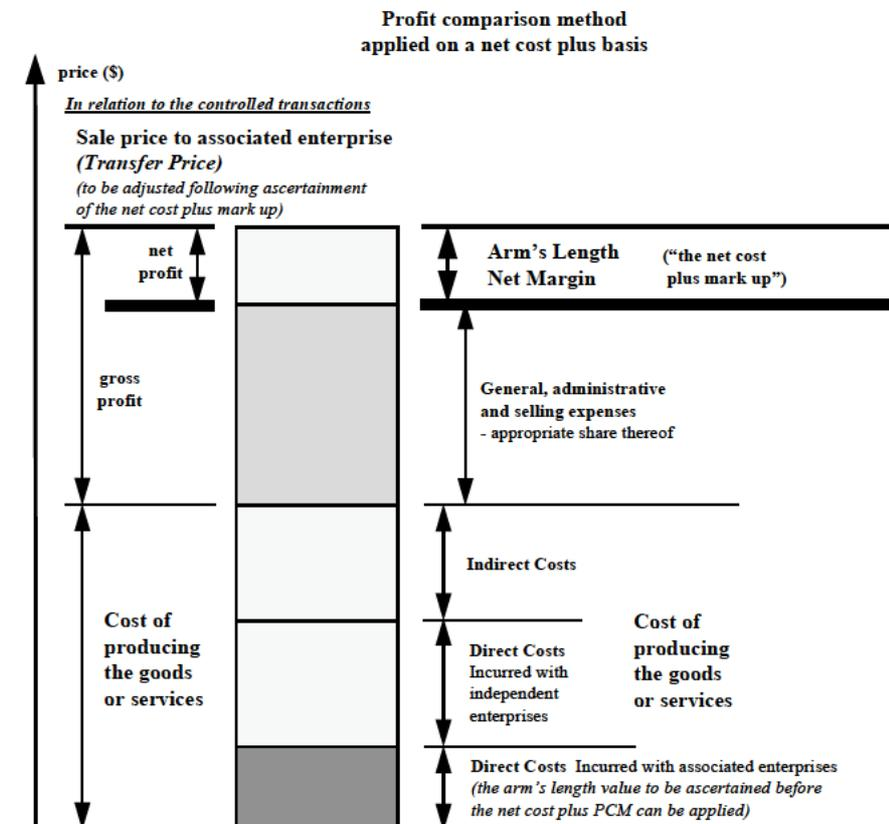 Profit comparison method
applied on a net cost plus basis
price ($)
In relation to the controlled transactions
Sale price to associated enterprise
(Transfer Price)
(to be adjusted following ascertainment
of the net cost plus mark up)
net
profit
Arm's Length
Net Margin
("the net cost
plus mark up")
gross
profit
General, administrative
and selling expenses
- appropriate share thereof
Indirect Costs
Cost of
producing
the goods
or services
Direct Costs
Incurred with
independent
enterprises
Cost of
producing
the goods
or services
Direct Costs Incurred with associated enterprises
(the arm's length value to be ascertained before
the net cost plus PCM can be applied)